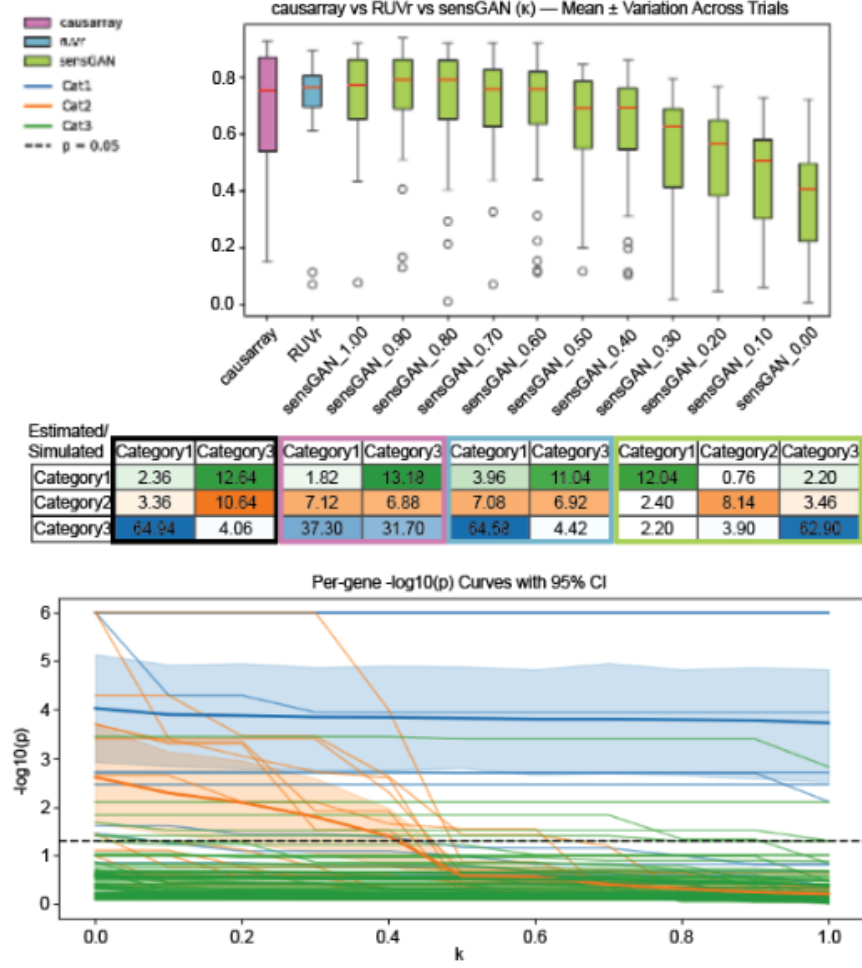 causarray vs RUVr vs sensGAN (κ) — Mean ± Variation Across Trials
causarray
ruvr
sensGAN
Cat1
Cat2
Cat3
p = 0.05
0.8
0.6
0.4
0.2
0.0
causarray
RUVr
sensGAN_1.00
sensGAN_0.90
sensGAN_0.80
sensGAN_0.70
sensGAN_0.60
sensGAN_0.50
sensGAN_0.40
sensGAN_0.30
sensGAN_0.20
sensGAN_0.10
sensGAN_0.00
Estimated/
Simulated Category1 Category3 Category1 Category3 Category1 Category3 Category1 Category2 Category3
Category1 2.36 12.64 1.82 13.18 3.96 11.04 12.04 0.76 2.20
Category2 3.36 10.64 7.12 6.88 7.08 6.92 2.40 8.14 3.46
Category3 64.94 4.06 37.30 31.70 64.58 4.42 2.20 3.90 62.90
Per-gene -log10(p) Curves with 95% CI
-log10(p)
6
5
4
3
2
1
0
0.0 0.2 0.4 0.6 0.8 1.0
k